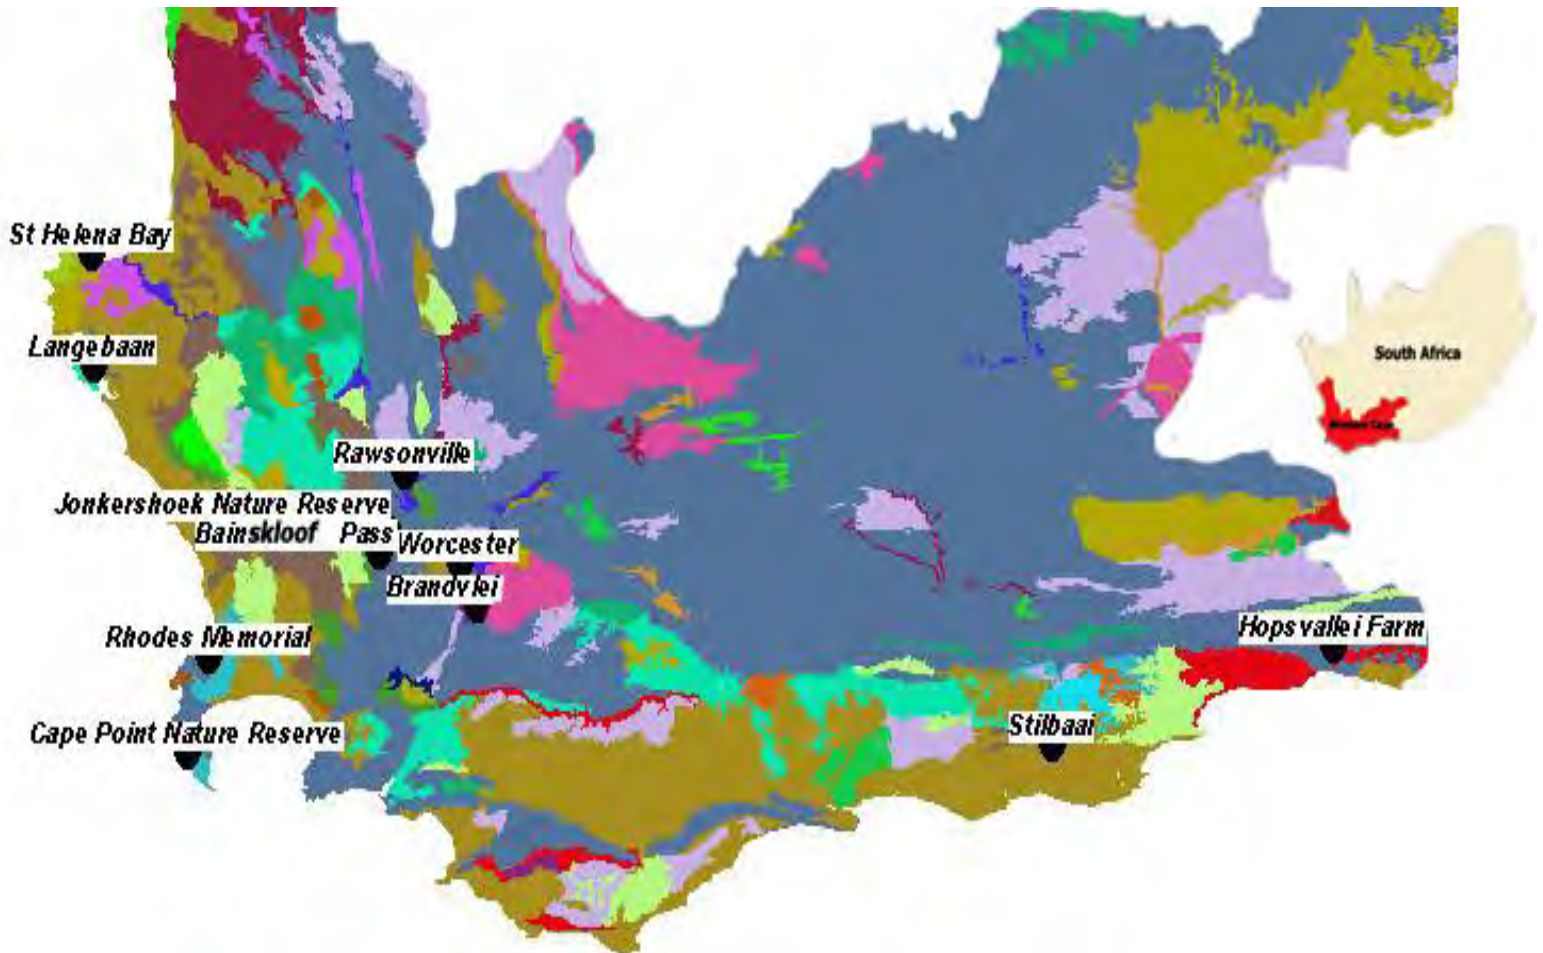 St Helena Bay
Langebaan
South Africa
Rawsonville
Jonkershoek Nature Reserve
Bainskloof Pass
Worcester
Brandvlei
Hopsvallei Farm
Rhodes Memorial
Stilbaai
Cape Point Nature Reserve